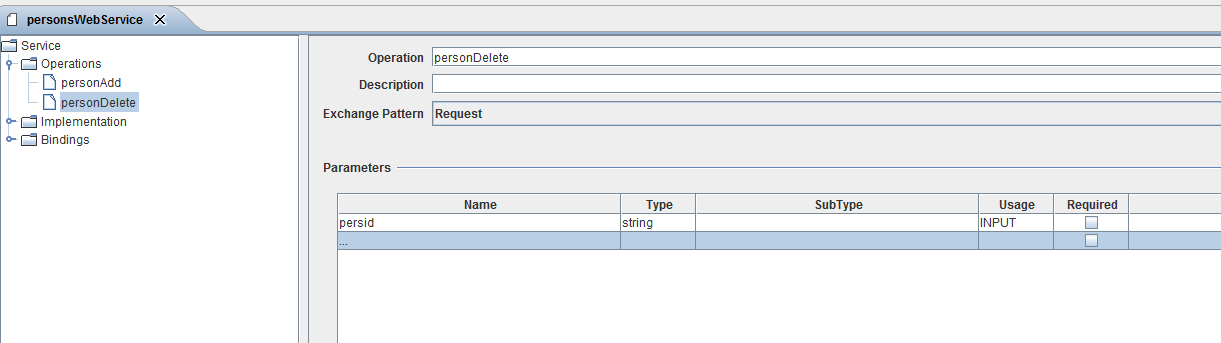 personsWebService
Service
Operations
personAdd
personDelete
Implementation
Bindings
Operation personDelete
Description
Exchange Pattern Request
Parameters
Name Type SubType Usage Required
persid string INPUT
...